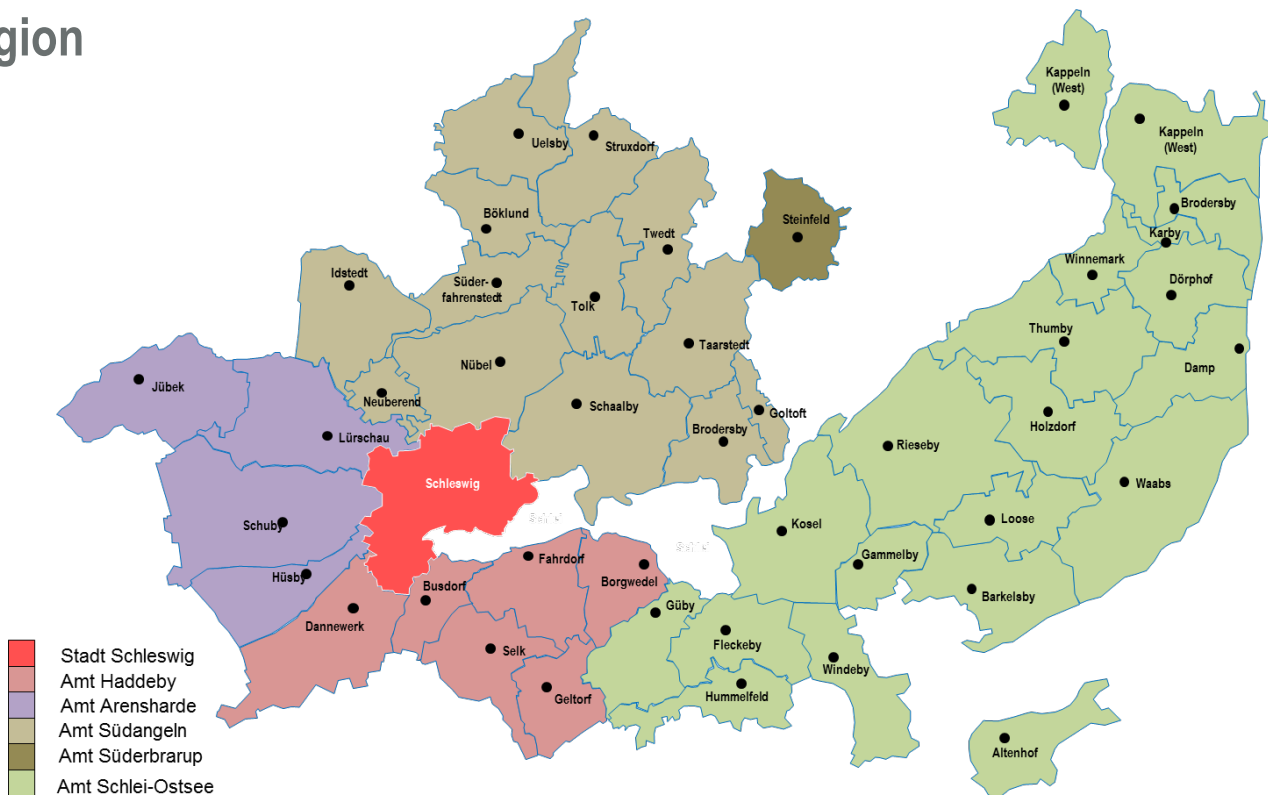 gion
Kappeln
(West)
Kappeln
(West)
Uelsby
Struxdorf
Böklund
Twedt
Steinfeld
Brodersby
Karby
Winnemark
Dörphof
Idstedt
Süder-
fahrenstedt
Tolk
Thumby
Taarstedt
Damp
Jübek
Nübel
Neuberend
Schaalby
Goltoft
Holzdorf
Lürschau
Brodersby
Rieseby
Schleswig
Waabs
Schuby
Kosel
Loose
Hüsby
Fahrdorf
Gammelby
Busdorf
Borgwedel
Barkelsby
Dannewerk
Güby
Fleckeby
Selk
Windeby
Geltorf
Hummelfeld
Altenhof
Stadt Schleswig
Amt Haddeby
Amt Arensharde
Amt Südangeln
Amt Süderbrarup
Amt Schlei-Ostsee